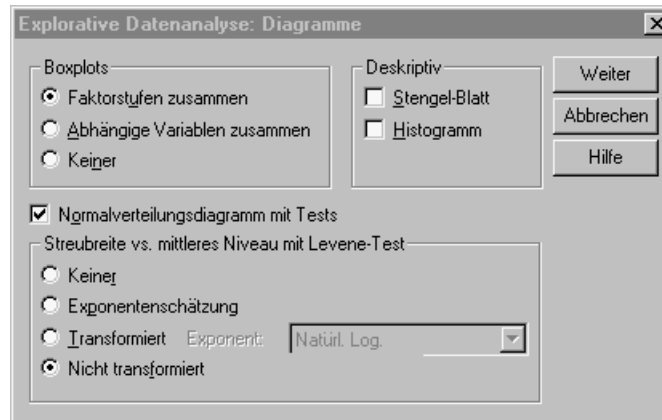 Explorative Datenanalyse: Diagramme
Boxplots
Faktorstufen zusammen
Abhängige Variablen zusammen
Keiner
Deskriptiv
Stengel-Blatt
Histogramm
Weiter
Abbrechen
Hilfe
Normalverteilungsdiagramm mit Tests
Streubreite vs. mittleres Niveau mit Levene-Test
Keiner
Exponentenschätzung
Transformiert Exponent: Natürl. Log.
Nicht transformiert